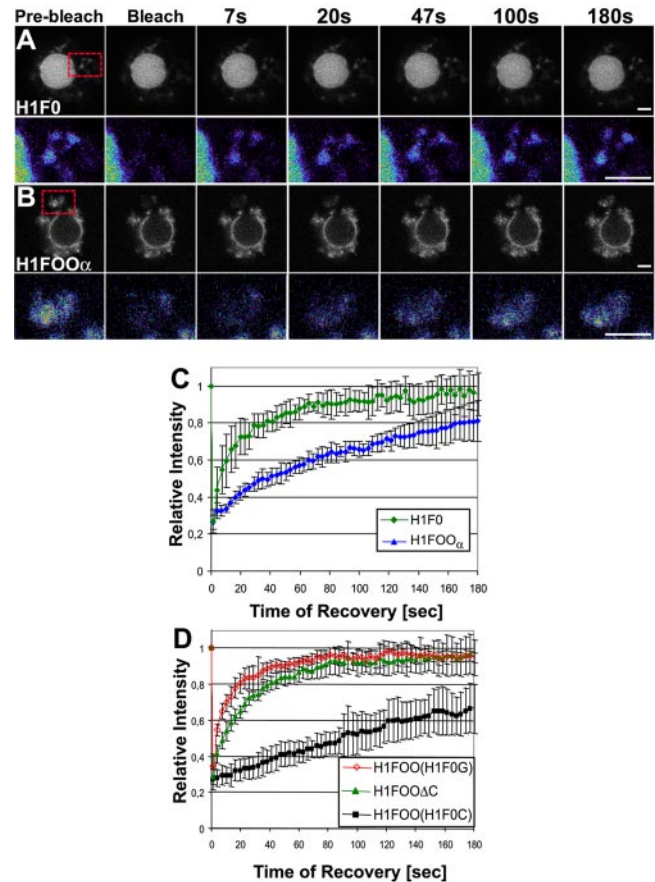 Pre-bleach Bleach 7s 20s 47s 100s 180s
A
H1F0
B
H1FOOα
C
1
0,8
0,6
0,4
0,2
0
Relative Intensity
0 20 40 60 80 100 120 140 160 180
Time of Recovery [sec]
H1F0
H1FOOα
D
1
0,8
0,6
0,4
0,2
0
Relative Intensity
0 20 40 60 80 100 120 140 160 180
Time of Recovery [sec]
H1FOO(H1F0G)
H1FOOΔC
H1FOO(H1F0C)